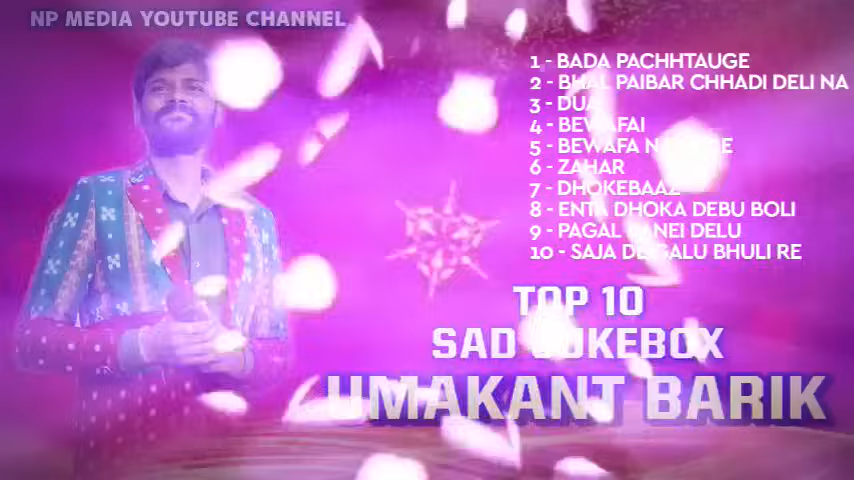 NP MEDIA YOUTUBE CHANNEL
1 - BADA PACHHTAUGE
2 - BHAL PAIBAR CHHADI DELI NA
3 - DUA
4 - BEWAFAI
5 - BEWAFA
6 - ZAHAR
7 - DHOKEBAAZ
8 - ENTA DHOKA DEBU BOLI
9 - PAGAL DELU
10 - SAJA BHULI RE
TOP 10
SAD JUKEBOX
UMAKANT BARIK